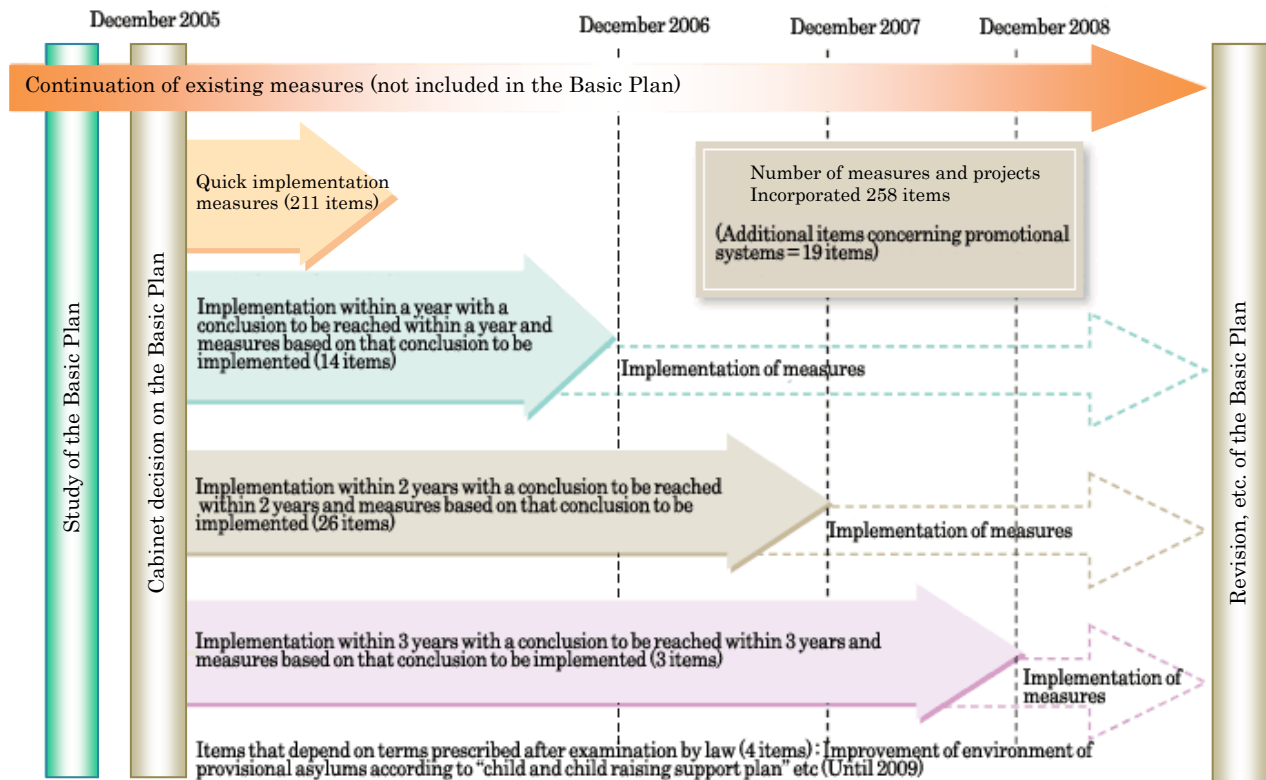 December 2005
December 2006
December 2007
December 2008
Study of the Basic Plan
Cabinet decision on the Basic Plan
Continuation of existing measures (not included in the Basic Plan)
Quick implementation
measures (211 items)
Number of measures and projects
Incorporated 258 items
(Additional items concerning promotional
systems = 19 items)
Implementation within a year with a
conclusion to be reached within a year and
measures based on that conclusion to be
implemented (14 items)
Implementation of measures
Implementation within 2 years with a conclusion to be reached
within 2 years and measures based on that conclusion to be
implemented (26 items)
Implementation of measures
Implementation within 3 years with a conclusion to be reached within 3 years and
measures based on that conclusion to be implemented (3 items)
Implementation of
measures
Items that depend on terms prescribed after examination by law (4 items) : Improvement of environment of
provisional asylums according to “child and child raising support plan” etc (Until 2009)
Revision, etc. of the Basic Plan